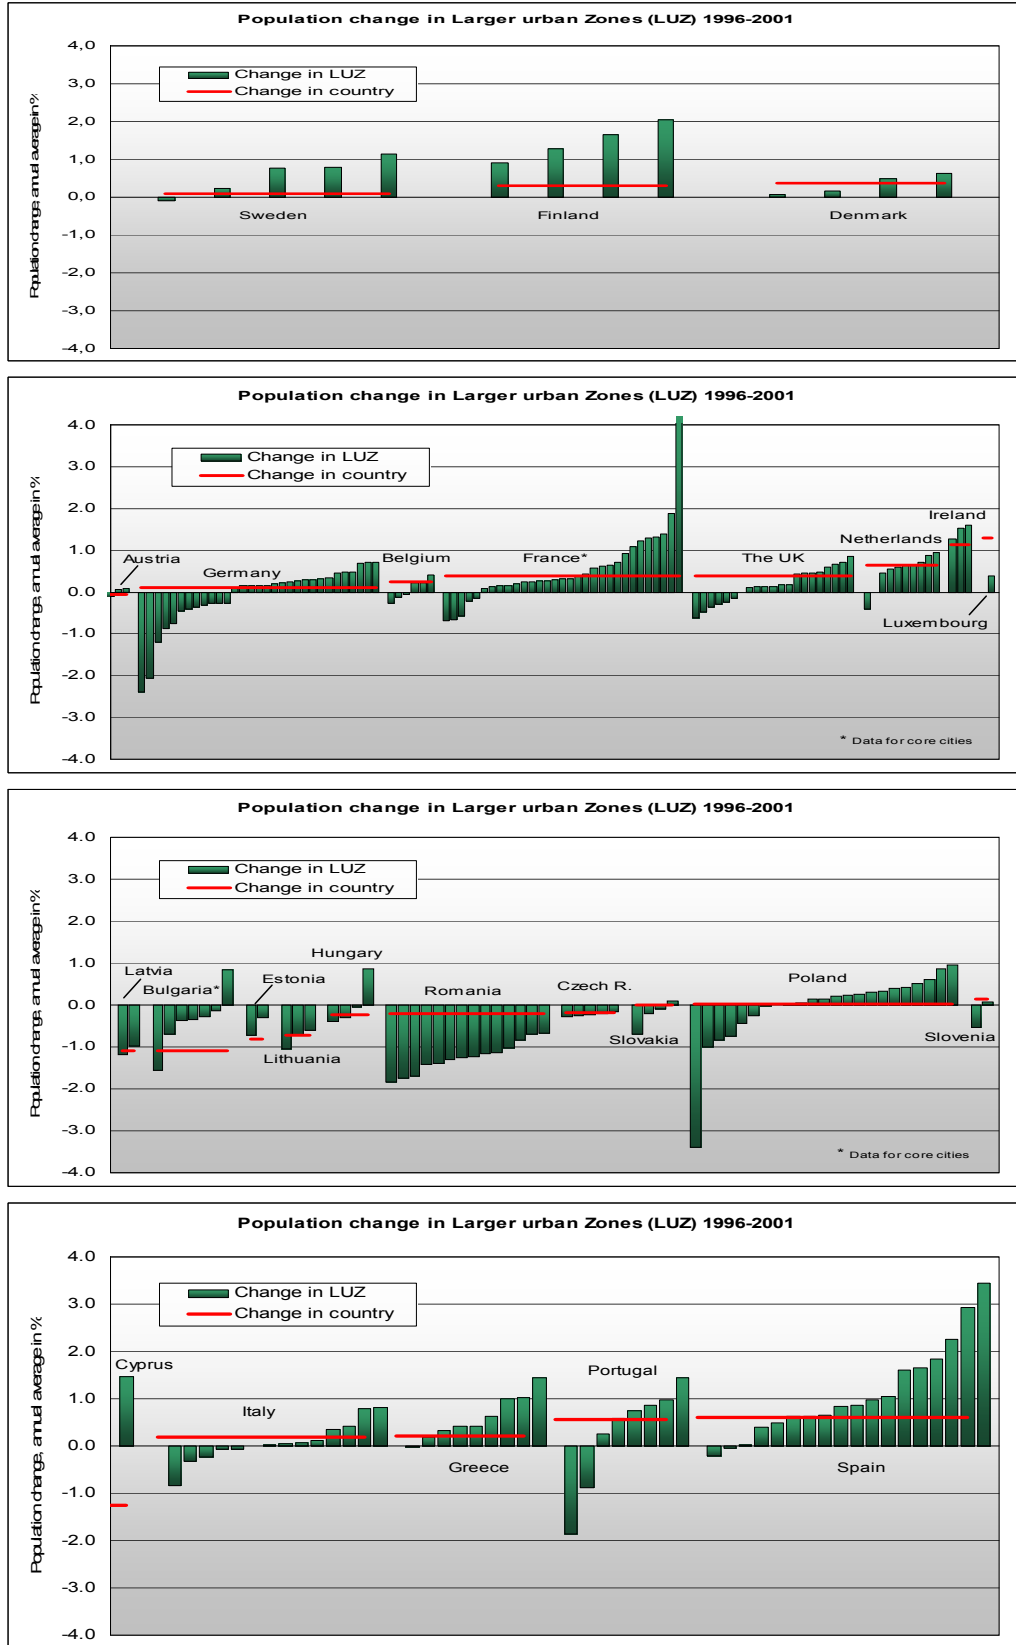 Population change in Larger urban Zones (LUZ) 1996-2001
Population change, annual average in %
4,0
3,0
2,0
1,0
0,0
-1,0
-2,0
-3,0
-4,0
Change in LUZ
Change in country
Sweden
Finland
Denmark
Population change in Larger urban Zones (LUZ) 1996-2001
Population change, annual average in %
4.0
3.0
2.0
1.0
0.0
-1.0
-2.0
-3.0
-4.0
Change in LUZ
Change in country
Austria
Germany
Belgium
France*
The UK
Netherlands
Ireland
Luxembourg
* Data for core cities
Population change in Larger urban Zones (LUZ) 1996-2001
Population change, annual average in %
4.0
3.0
2.0
1.0
0.0
-1.0
-2.0
-3.0
-4.0
Change in LUZ
Change in country
Latvia
Bulgaria*
Estonia
Lithuania
Hungary
Romania
Czech R.
Slovakia
Poland
Slovenia
* Data for core cities
Population change in Larger urban Zones (LUZ) 1996-2001
Population change, annual average in %
4.0
3.0
2.0
1.0
0.0
-1.0
-2.0
-3.0
-4.0
Change in LUZ
Change in country
Cyprus
Italy
Greece
Portugal
Spain